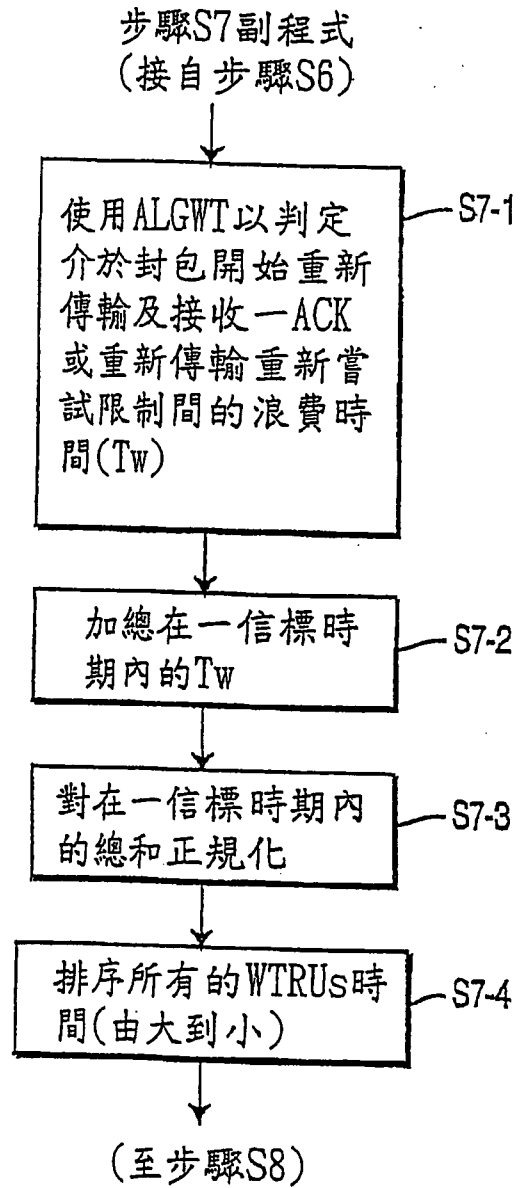 步驟S7副程式
(接自步驟S6)
使用ALGWT以判定
介於封包開始重新
傳輸及接收一ACK
或重新傳輸重新嘗
試限制間的浪費時
間(Tw)
S7-1
加總在一信標時
期內的Tw
S7-2
對在一信標時期內
的總和正規化
S7-3
排序所有的WTRUs時
間(由大到小)
S7-4
(至步驟S8)